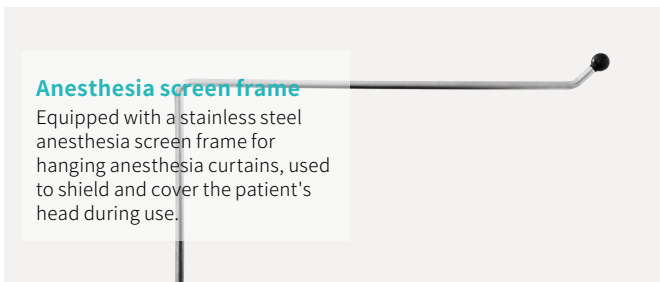 Anesthesia screen frame
Equipped with a stainless steel
anesthesia screen frame for
hanging anesthesia curtains, used
to shield and cover the patient's
head during use.